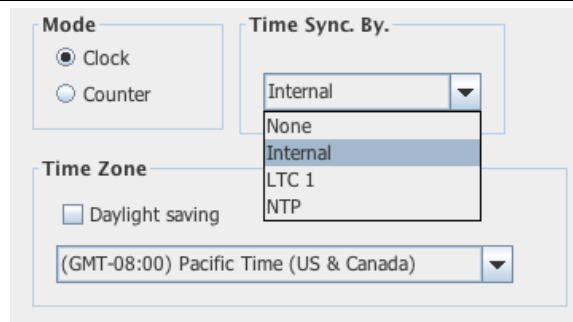 Mode
Clock
Counter
Time Sync. By.
Internal
None
Internal
LTC 1
NTP
Time Zone
Daylight saving
(GMT-08:00) Pacific Time (US & Canada)